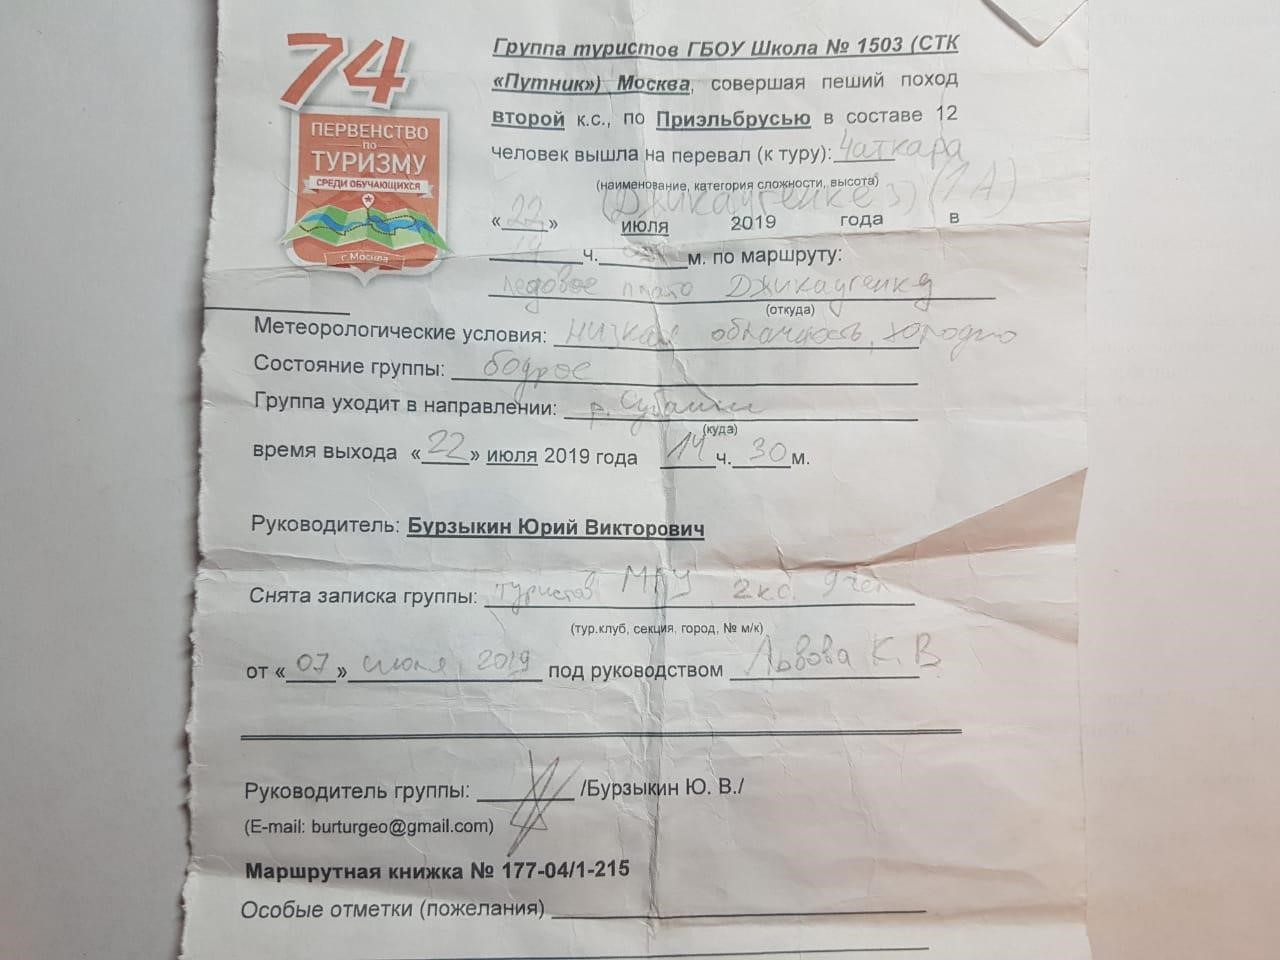 74
ПЕРВЕНСТВО
по
ТУРИЗМУ
СРЕДИ ОБУЧАЮЩИХСЯ
г.Москва
Группа туристов ГБОУ Школа № 1503 (СТК
«Путник») Москва, совершая пеший поход
второй к.с., по Приэльбрусью в составе 12
человек вышла на перевал (к туру): Чаткара
(наименование, категория сложности, высота)
(Джикаугенкёз) (1А)
«22» июля 2019 года в
14 ч. м. по маршруту:
ледовое плато Джикаугенкёз
(откуда)
Метеорологические условия: низкая облачность, холодно
Состояние группы: бодрое
Группа уходит в направлении: р. Субаши
(куда)
время выхода «22» июля 2019 года 14 ч. 30 м.
Руководитель: Бурзыкин Юрий Викторович
Снята записка группы: туристов МГУ 2 кс. 9 чел
(тур.клуб, секция, город, № м/к)
от «07» июля 2019 под руководством Львова К. В
Руководитель группы: /Бурзыкин Ю. В./
(E-mail: burturgeo@gmail.com)
Маршрутная книжка № 177-04/1-215
Особые отметки (пожелания)